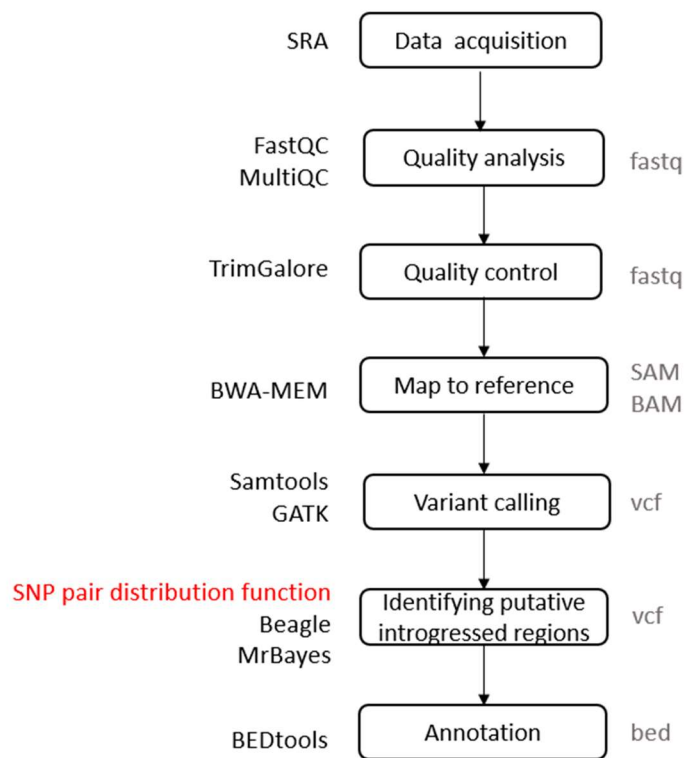 SRA
Data acquisition
FastQC
MultiQC
Quality analysis
fastq
TrimGalore
Quality control
fastq
BWA-MEM
Map to reference
SAM
BAM
Samtools
GATK
Variant calling
vcf
SNP pair distribution function
Beagle
MrBayes
Identifying putative
introgressed regions
vcf
BEDtools
Annotation
bed